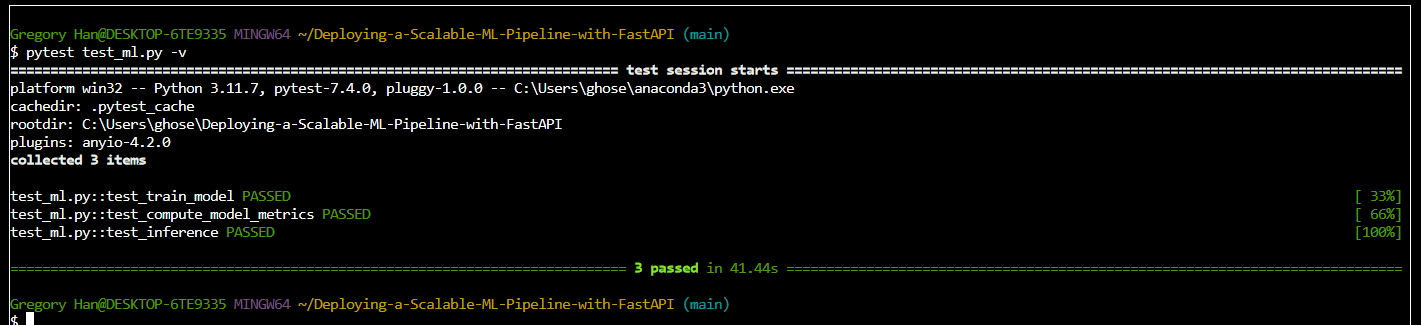 Gregory Han@DESKTOP-6TE9335 MINGW64 ~/Deploying-a-Scalable-ML-Pipeline-with-FastAPI (main)
$ pytest test_ml.py -v
============================================================================== test session starts ==============================================================================
platform win32 -- Python 3.11.7, pytest-7.4.0, pluggy-1.0.0 -- C:\Users\ghose\anaconda3\python.exe
cachedir: .pytest_cache
rootdir: C:\Users\ghose\Deploying-a-Scalable-ML-Pipeline-with-FastAPI
plugins: anyio-4.2.0
collected 3 items
test_ml.py::test_train_model PASSED [ 33%]
test_ml.py::test_compute_model_metrics PASSED [ 66%]
test_ml.py::test_inference PASSED [100%]
============================================================================= 3 passed in 41.44s =============================================================================
Gregory Han@DESKTOP-6TE9335 MINGW64 ~/Deploying-a-Scalable-ML-Pipeline-with-FastAPI (main)
$